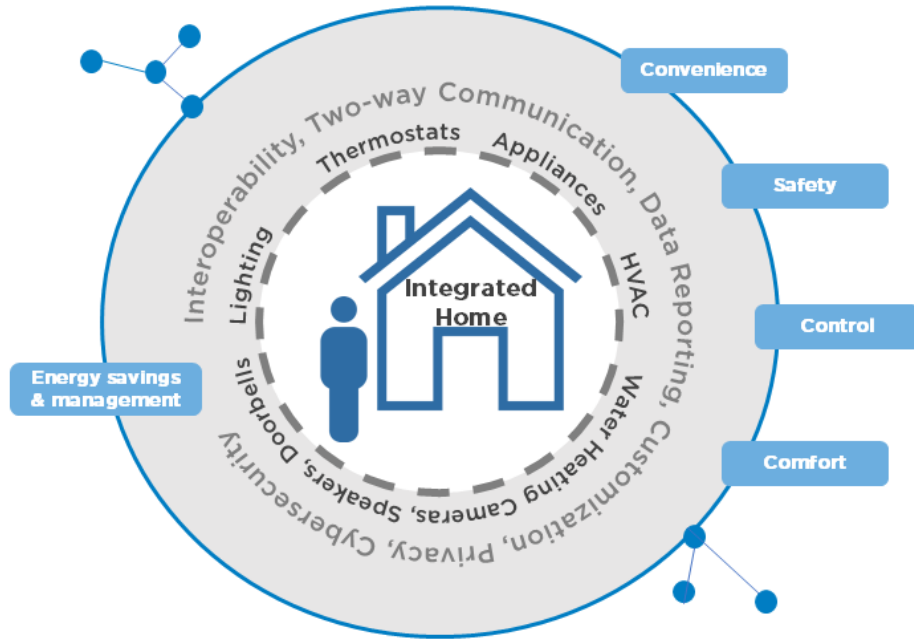 Convenience
Safety
Control
Comfort
Energy savings
& management
Interoperability, Two-way Communication, Data Reporting, Customization, Privacy, Cybersecurity
Lighting
Thermostats
Appliances
HVAC
Water Heating
Cameras, Speakers, Doorbells
Integrated
Home